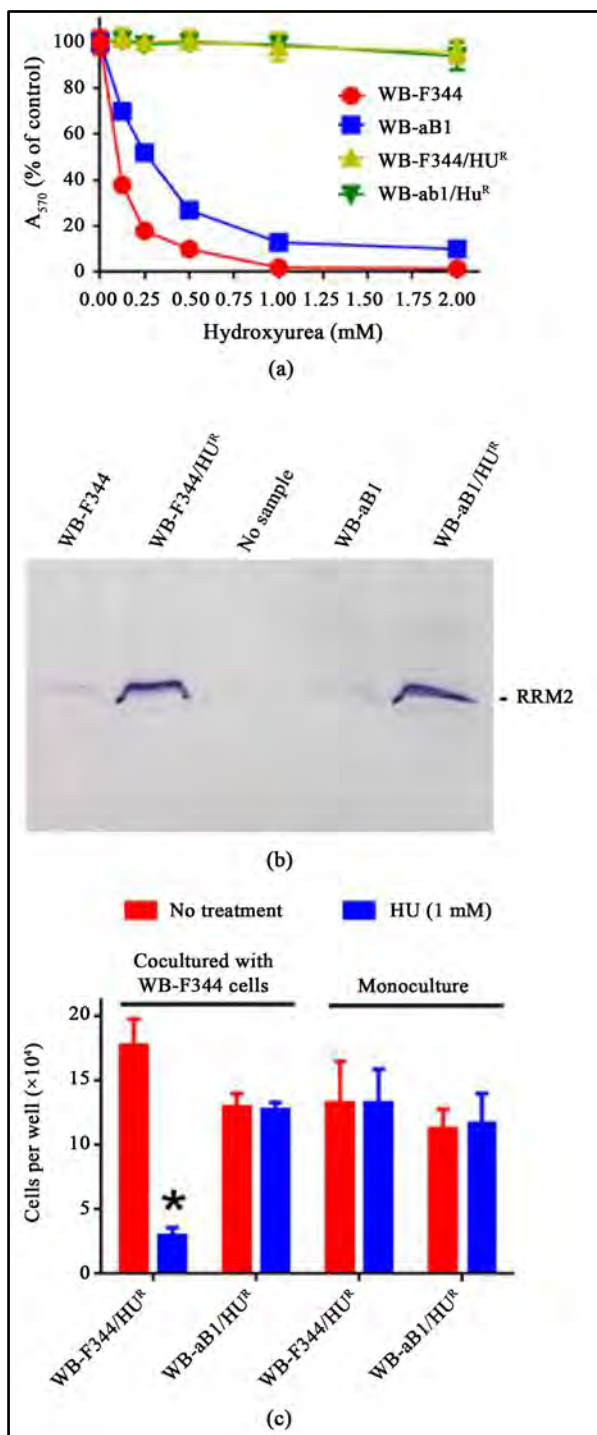 (a)
100
80
60
40
20
0
A570 (% of control)
WB-F344
WB-aB1
WB-F344/HUᴿ
WB-ab1/Huᴿ
0.00 0.25 0.50 0.75 1.00 1.25 1.50 1.75 2.00
Hydroxyurea (mM)
(a)
WB-F344
WB-F344/HUᴿ
No sample
WB-aB1
WB-aB1/HUᴿ
- RRM2
(b)
No treatment
HU (1 mM)
Cocultured with
WB-F344 cells
Monoculture
20
15
10
5
0
Cells per well (×10⁴)
*
WB-F344/HUᴿ
WB-aB1/HUᴿ
WB-F344/HUᴿ
WB-aB1/HUᴿ
(c)